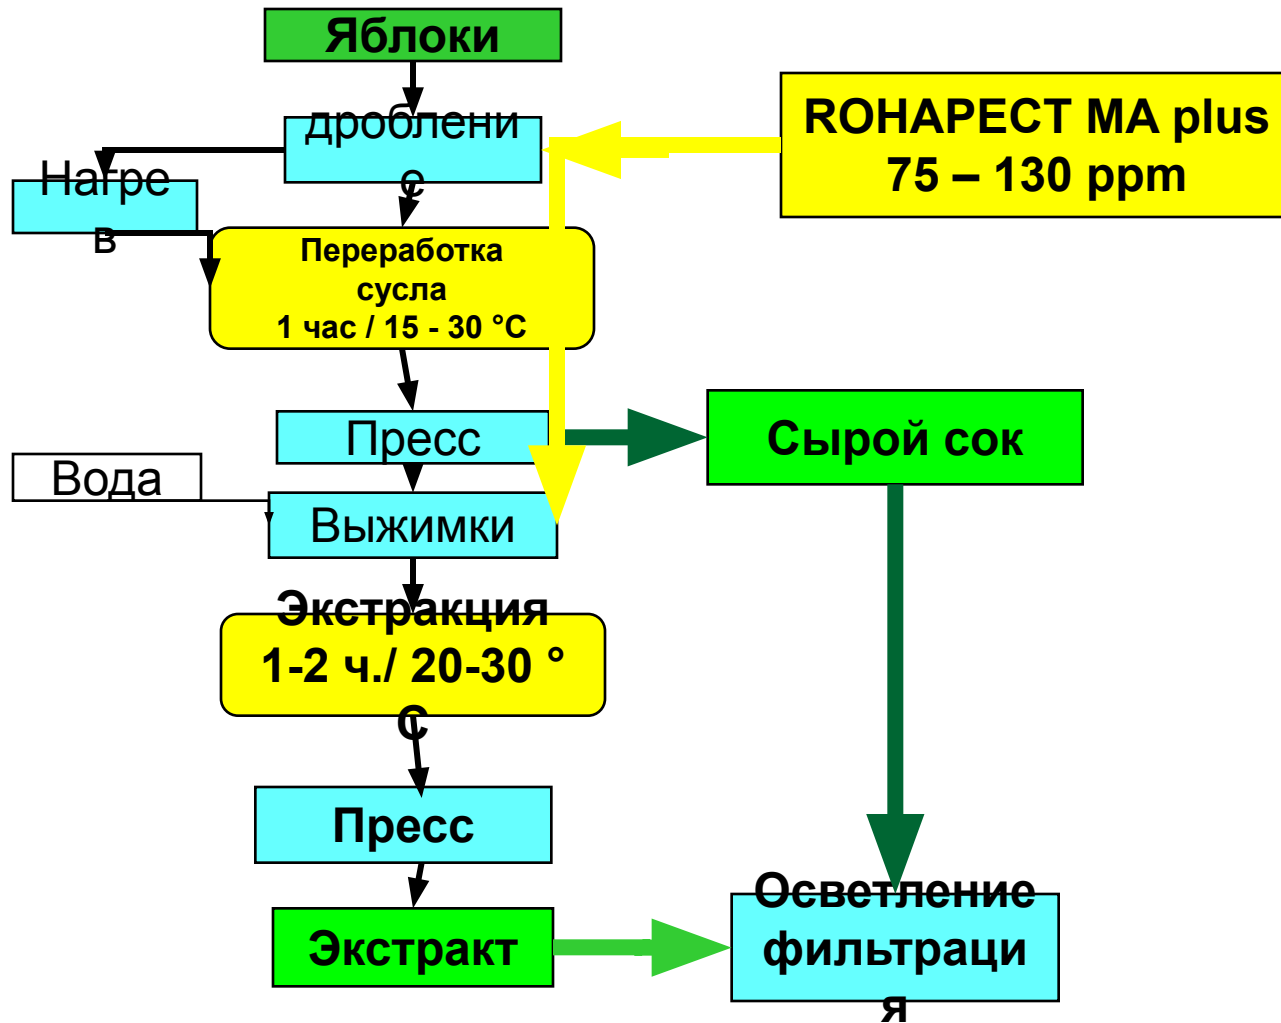 Яблоки
дроблени
е
ROHAPECT MA plus
75 – 130 ppm
Нагре
в
Переработка
сусла
1 час / 15 - 30 °C
Пресс
Сырой сок
Вода
Выжимки
Экстракция
1-2 ч./ 20-30 °
C
Пресс
Экстракт
Осветление
фильтраци
я